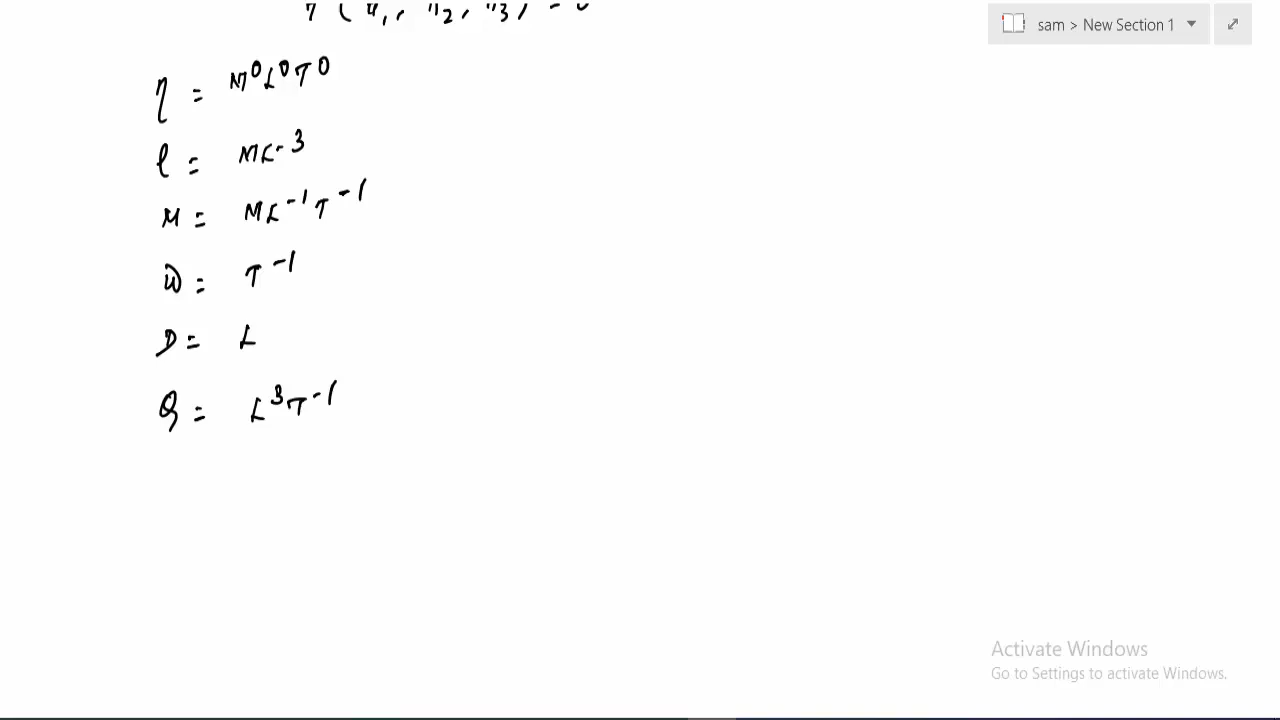 sam > New Section 1
η = M⁰L⁰T⁰
ρ = ML⁻³
μ = ML⁻¹T⁻¹
ω = T⁻¹
D = L
Q = L³T⁻¹
Activate Windows
Go to Settings to activate Windows.